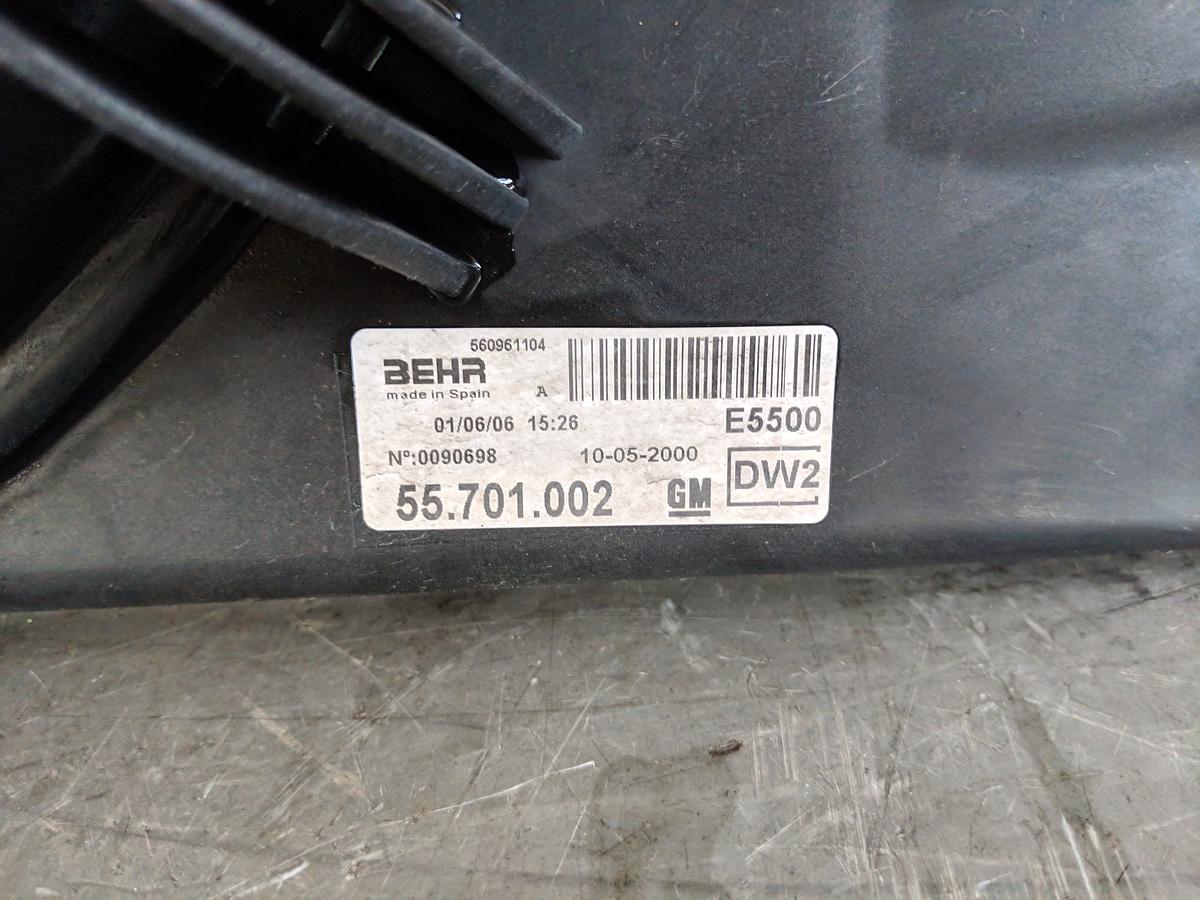 560961104
BEHR
made in Spain A
01/06/06 15:26 E5500
Nº:0090698 10-05-2000 DW2
55.701.002 GM